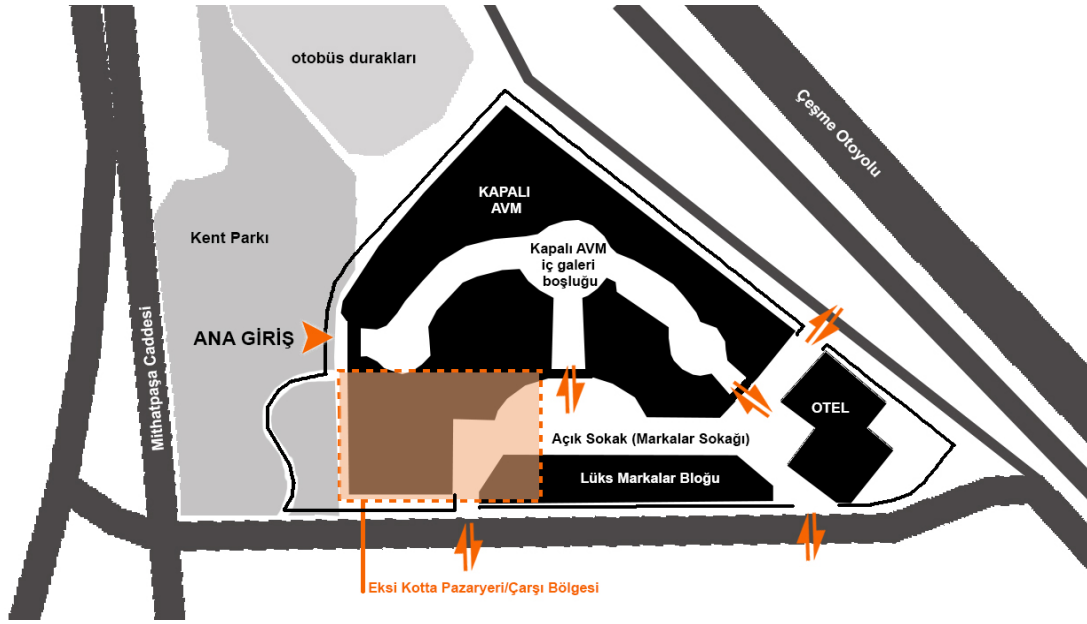 otobüs durakları
Çeşme Otoyolu
KAPALI
AVM
Kent Parkı
Kapalı AVM
iç galeri
boşluğu
ANA GİRİŞ
Mithatpaşa Caddesi
OTEL
Açık Sokak (Markalar Sokağı)
Lüks Markalar Bloğu
Eksi Kotta Pazaryeri/Çarşı Bölgesi